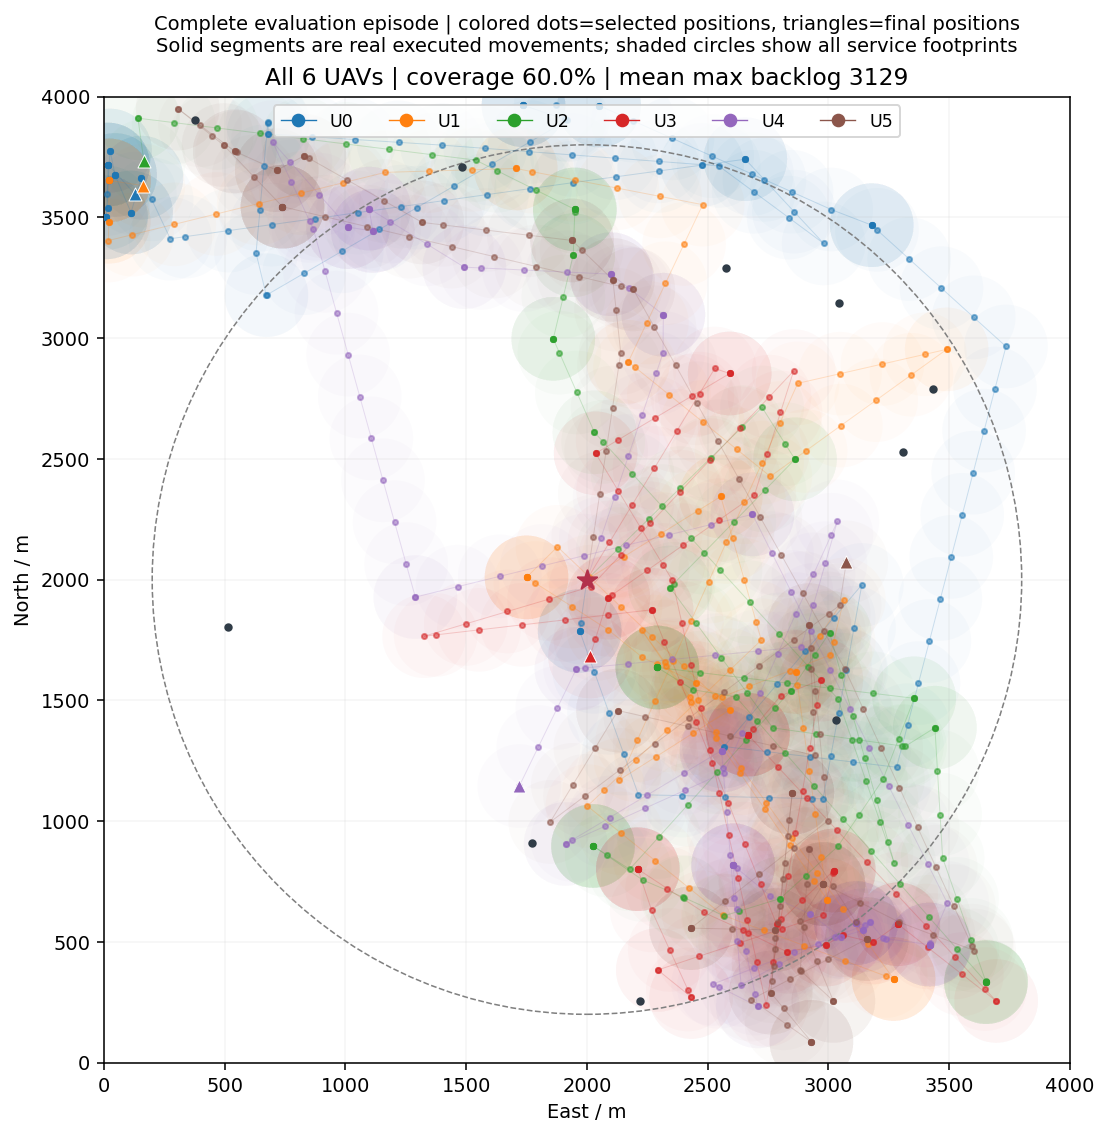 Complete evaluation episode | colored dots=selected positions, triangles=final positions
Solid segments are real executed movements; shaded circles show all service footprints
All 6 UAVs | coverage 60.0% | mean max backlog 3129
U0 U1 U2 U3 U4 U5
4000
3500
3000
2500
2000
1500
1000
500
0
North / m
0 500 1000 1500 2000 2500 3000 3500 4000
East / m